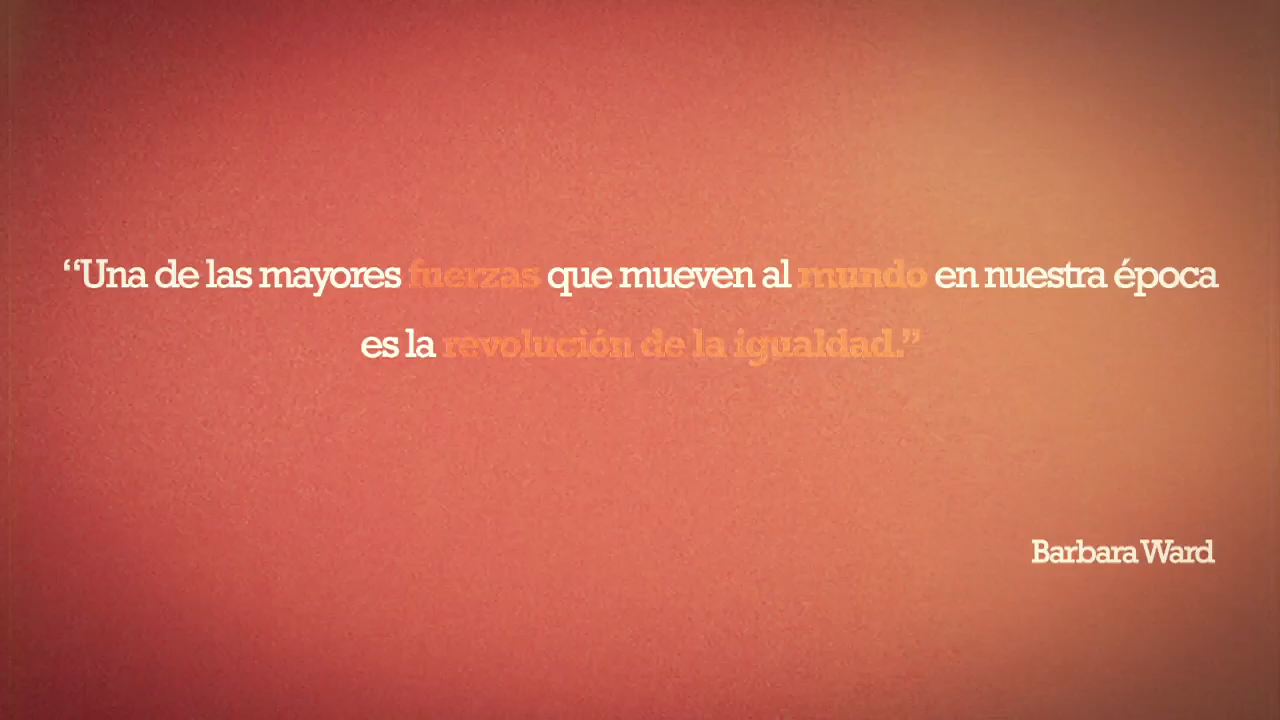 “Una de las mayores fuerzas que mueven al mundo en nuestra época
es la revolución de la igualdad.”
Barbara Ward